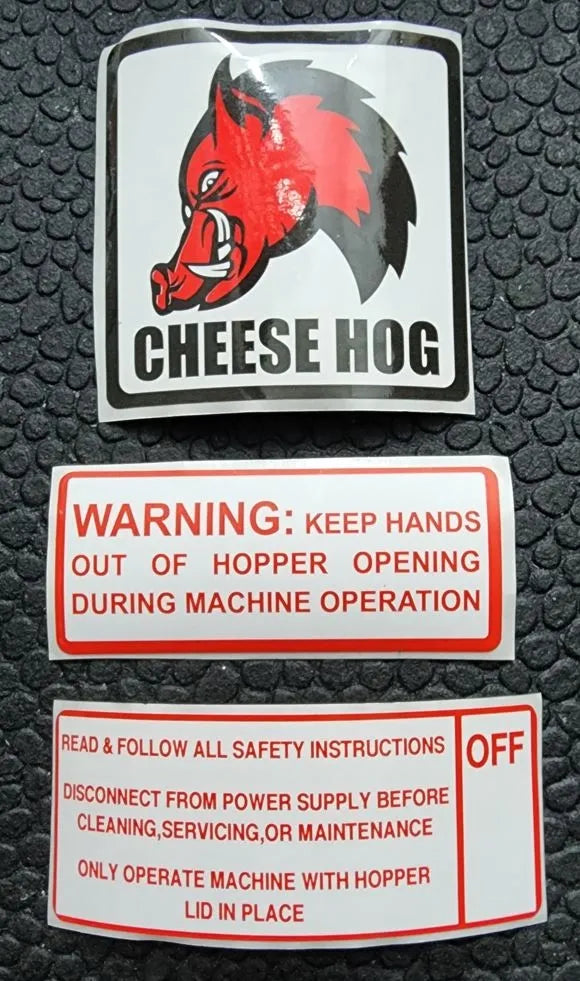 CHEESE HOG
WARNING: KEEP HANDS
OUT OF HOPPER OPENING
DURING MACHINE OPERATION
READ & FOLLOW ALL SAFETY INSTRUCTIONS
DISCONNECT FROM POWER SUPPLY BEFORE
CLEANING,SERVICING,OR MAINTENANCE
ONLY OPERATE MACHINE WITH HOPPER
LID IN PLACE
OFF